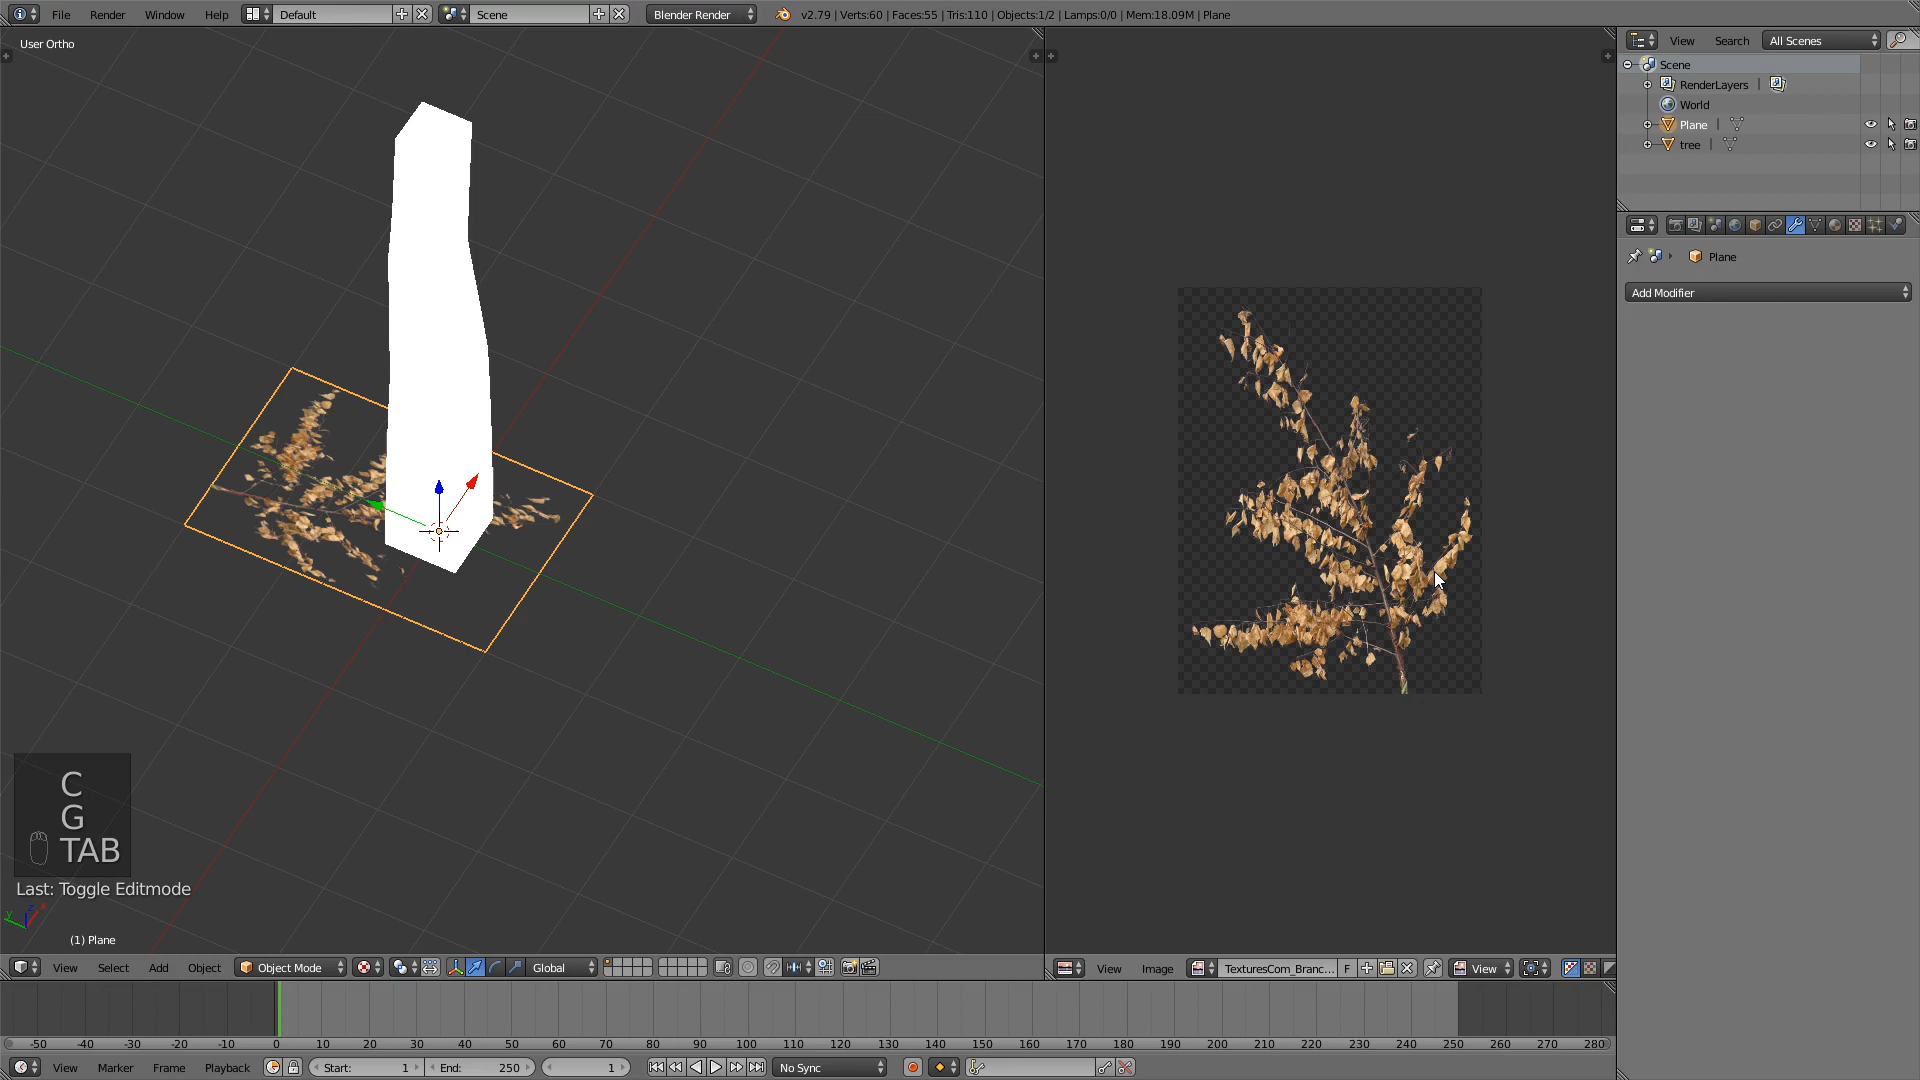 File Render Window Help Default Scene Blender Render v2.79 | Verts:60 | Faces:55 | Tris:110 | Objects:1/2 | Lamps:0/0 | Mem:18.09M | Plane
User Ortho
View Search All Scenes
Scene
RenderLayers |
World
Plane |
tree |
Plane
Add Modifier
C
G
TAB
Last: Toggle Editmode
(1) Plane
View Select Add Object Object Mode Global
View Image TexturesCom_Branc... F View
-50 -40 -30 -20 -10 0 10 20 30 40 50 60 70 80 90 100 110 120 130 140 150 160 170 180 190 200 210 220 230 240 250 260 270 280
View Marker Frame Playback Start: 1 End: 250 1 No Sync